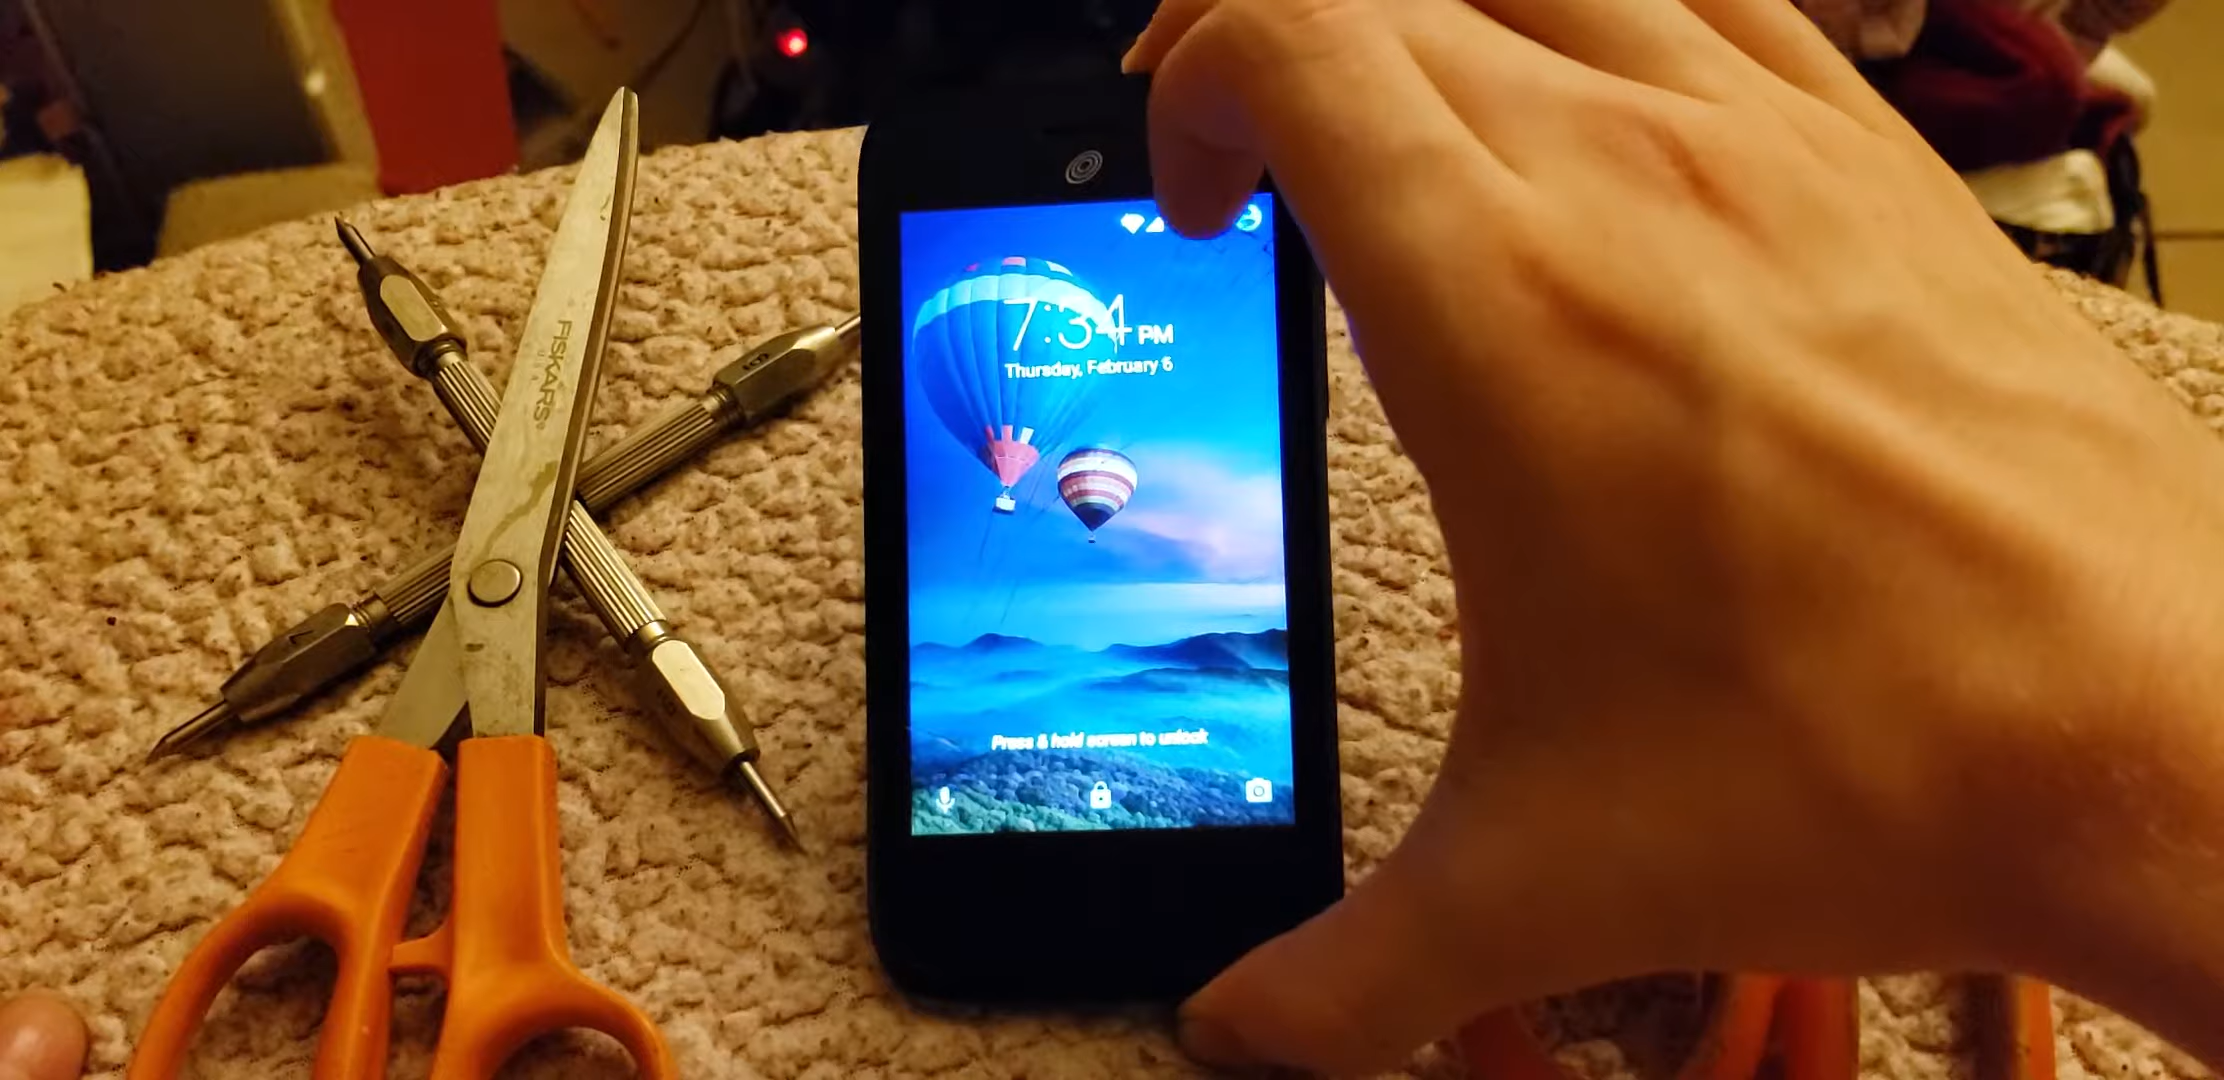 FISKARS
7:34 PM
Thursday, February 6
Press & hold screen to unlock